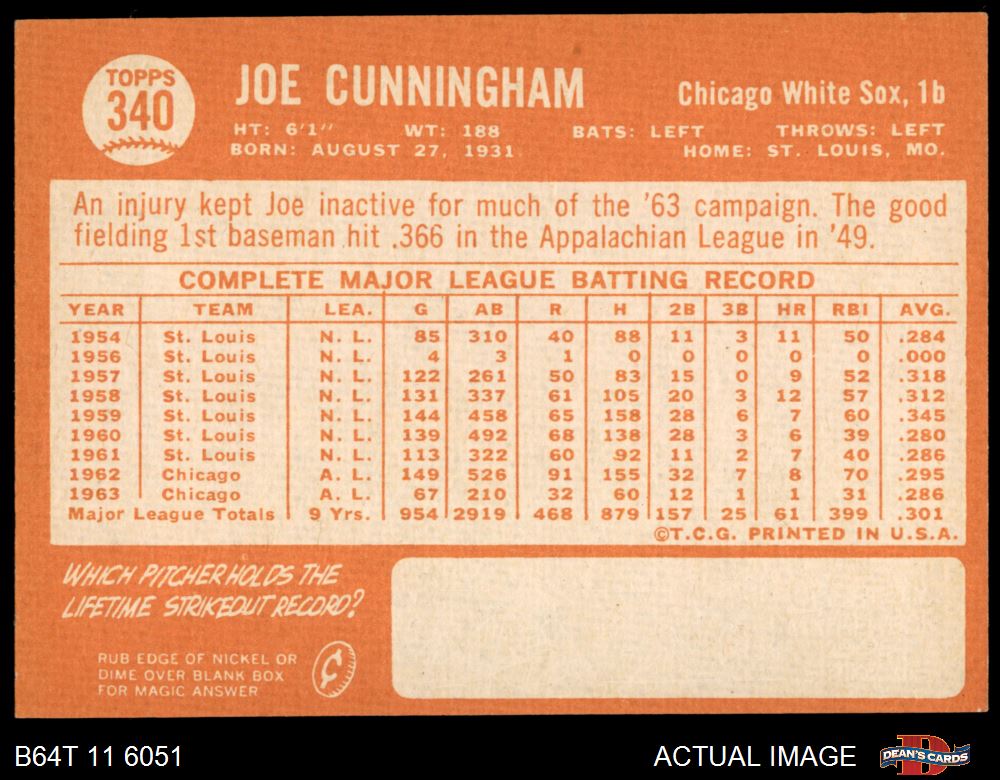 TOPPS
340
JOE CUNNINGHAM
Chicago White Sox, 1b
HT: 6'1" WT: 188 BATS: LEFT THROWS: LEFT
BORN: AUGUST 27, 1931 HOME: ST. LOUIS, MO.
An injury kept Joe inactive for much of the '63 campaign. The good
fielding 1st baseman hit .366 in the Appalachian League in '49.
COMPLETE MAJOR LEAGUE BATTING RECORD
YEAR TEAM LEA. G AB R H 2B 3B HR RBI AVG.
1954 St. Louis N. L. 85 310 40 88 11 3 11 50 .284
1956 St. Louis N. L. 4 3 1 0 0 0 0 0 .000
1957 St. Louis N. L. 122 261 50 83 15 0 9 52 .318
1958 St. Louis N. L. 131 337 61 105 20 3 12 57 .312
1959 St. Louis N. L. 144 458 65 158 28 6 7 60 .345
1960 St. Louis N. L. 139 492 68 138 28 3 6 39 .280
1961 St. Louis N. L. 113 322 60 92 11 2 7 40 .286
1962 Chicago A. L. 149 526 91 155 32 7 8 70 .295
1963 Chicago A. L. 67 210 32 60 12 1 1 31 .286
Major League Totals 9 Yrs. 954 2919 468 879 157 25 61 399 .301
©T.C.G. PRINTED IN U.S.A.
WHICH PITCHER HOLDS THE
LIFETIME STRIKEOUT RECORD?
RUB EDGE OF NICKEL OR
DIME OVER BLANK BOX
FOR MAGIC ANSWER
¢
B64T 11 6051
ACTUAL IMAGE
D
DEAN'S CARDS